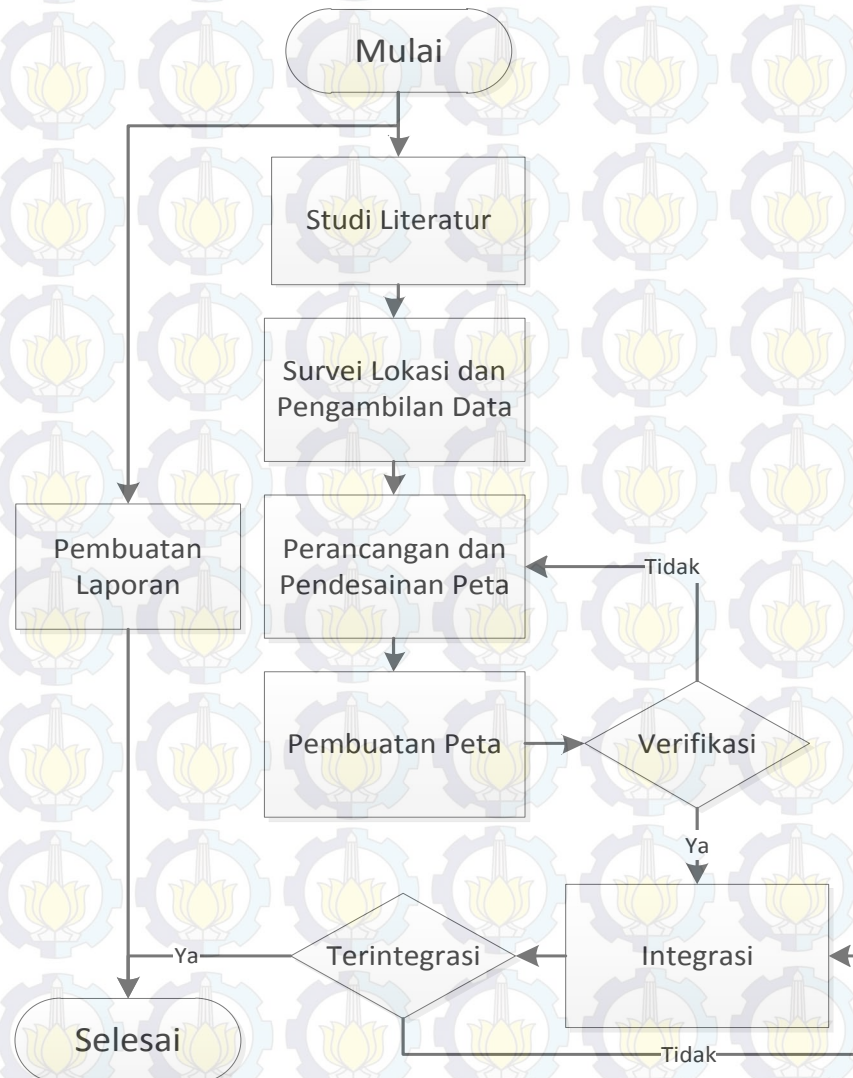 Mulai
Studi Literatur
Survei Lokasi dan
Pengambilan Data
Pembuatan
Laporan
Perancangan dan
Pendesainan Peta
Tidak
Pembuatan Peta
Verifikasi
Ya
Integrasi
Terintegrasi
Ya
Tidak
Selesai